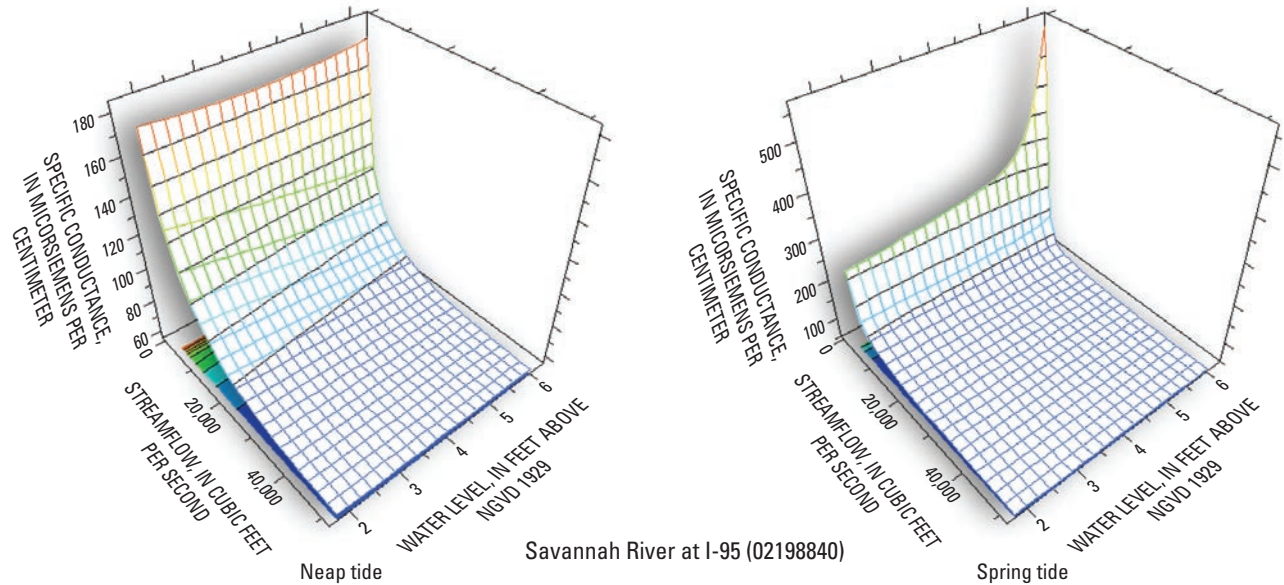 180
160
140
120
100
80
60
SPECIFIC CONDUCTANCE,
IN MICORSIEMENS PER
CENTIMETER
0
20,000
40,000
STREAMFLOW, IN CUBIC FEET
PER SECOND
2
3
4
5
6
WATER LEVEL, IN FEET ABOVE
NGVD 1929
Neap tide
500
400
300
200
100
SPECIFIC CONDUCTANCE,
IN MICORSIEMENS PER
CENTIMETER
0
20,000
40,000
STREAMFLOW, IN CUBIC FEET
PER SECOND
2
3
4
5
6
WATER LEVEL, IN FEET ABOVE
NGVD 1929
Spring tide
Savannah River at I-95 (02198840)